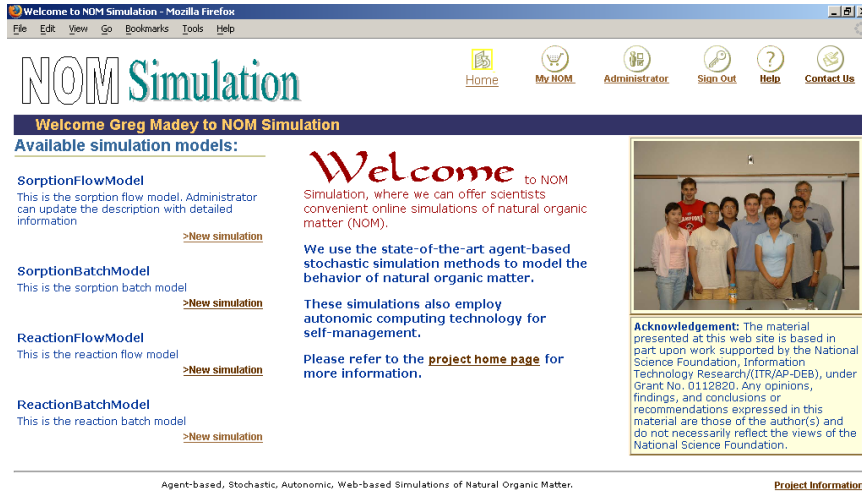 Welcome to NOM Simulation - Mozilla Firefox
File Edit View Go Bookmarks Tools Help
NOM Simulation
Home My NOM Administrator Sign Out Help Contact Us
Welcome Greg Madey to NOM Simulation
Available simulation models:
SorptionFlowModel
This is the sorption flow model. Administrator
can update the description with detailed
information
>New simulation
SorptionBatchModel
This is the sorption batch model
>New simulation
ReactionFlowModel
This is the reaction flow model
>New simulation
ReactionBatchModel
This is the reaction batch model
>New simulation
Welcome to NOM
Simulation, where we can offer scientists
convenient online simulations of natural organic
matter (NOM).
We use the state-of-the-art agent-based
stochastic simulation methods to model the
behavior of natural organic matter.
These simulations also employ
autonomic computing technology for
self-management.
Please refer to the project home page for
more information.
Acknowledgement: The material
presented at this web site is based in
part upon work supported by the National
Science Foundation, Information
Technology Research/(ITR/AP-DEB), under
Grant No. 0112820. Any opinions,
findings, and conclusions or
recommendations expressed in this
material are those of the author(s) and
do not necessarily reflect the views of the
National Science Foundation.
Agent-based, Stochastic, Autonomic, Web-based Simulations of Natural Organic Matter.
Project Information